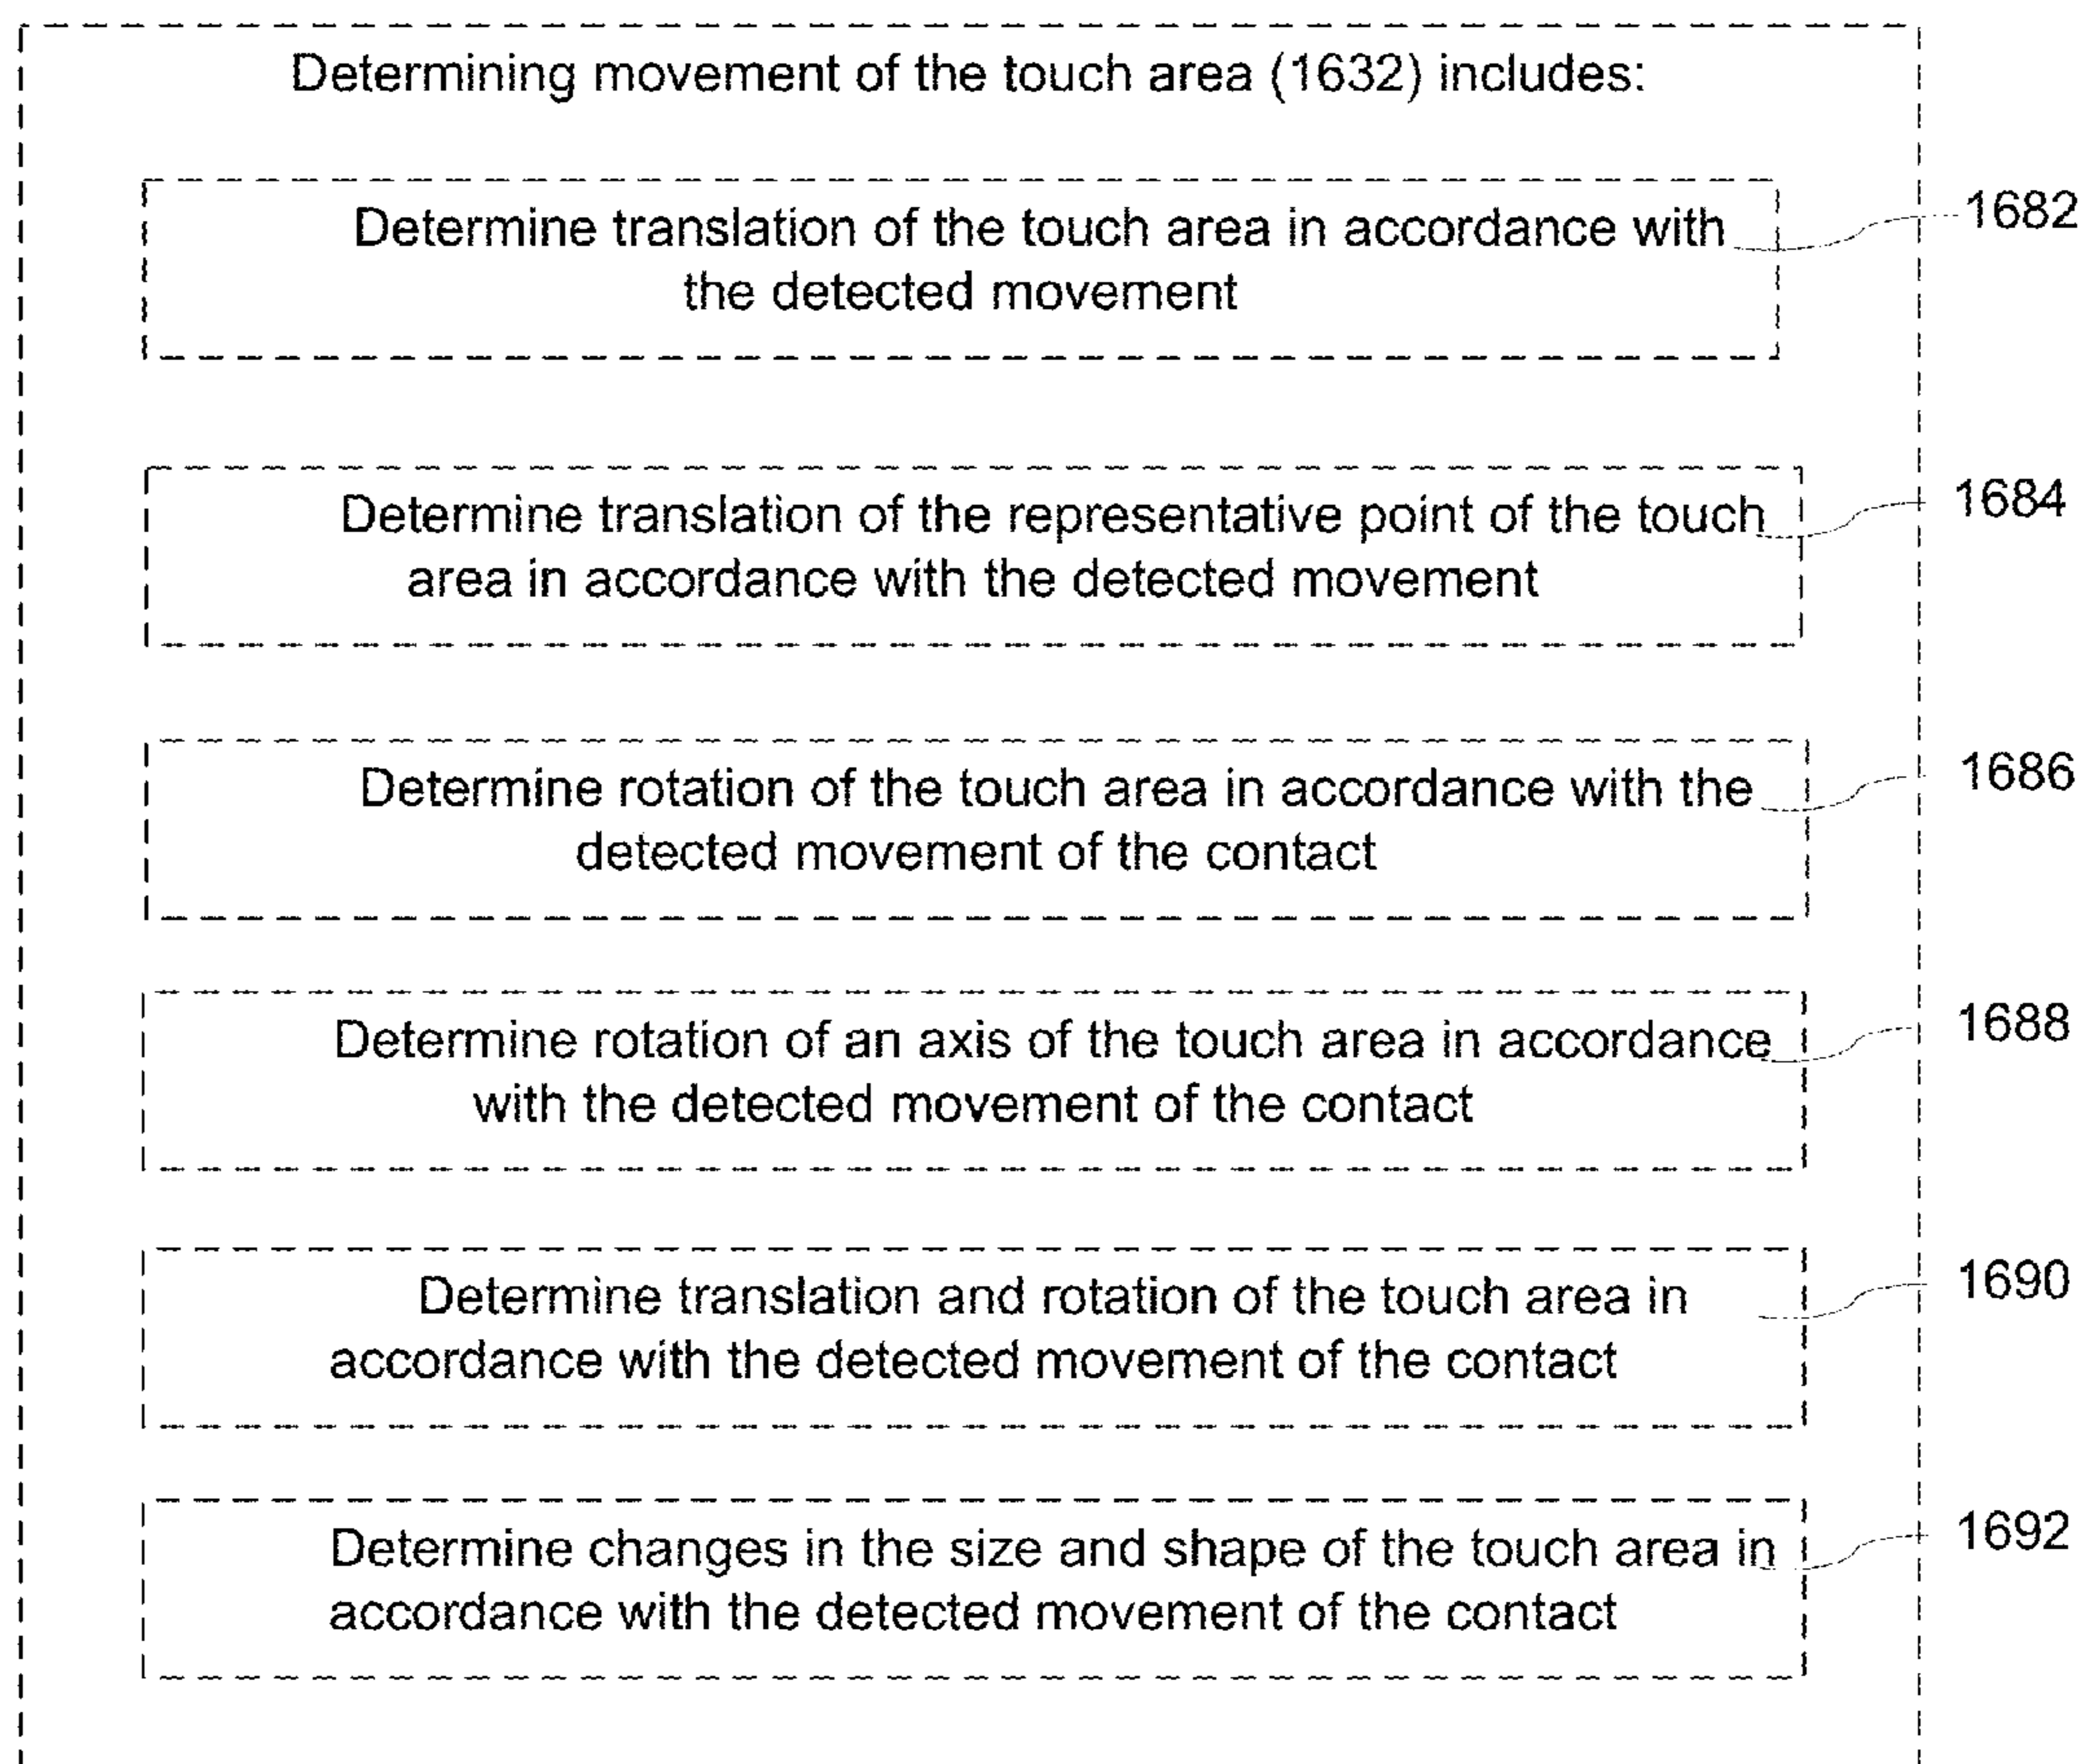 Determining movement of the touch area (1632) includes:
Determine translation of the touch area in accordance with
the detected movement
1682
Determine translation of the representative point of the touch
area in accordance with the detected movement
1684
Determine rotation of the touch area in accordance with the
detected movement of the contact
1686
Determine rotation of an axis of the touch area in accordance
with the detected movement of the contact
1688
Determine translation and rotation of the touch area in
accordance with the detected movement of the contact
1690
Determine changes in the size and shape of the touch area in
accordance with the detected movement of the contact
1692